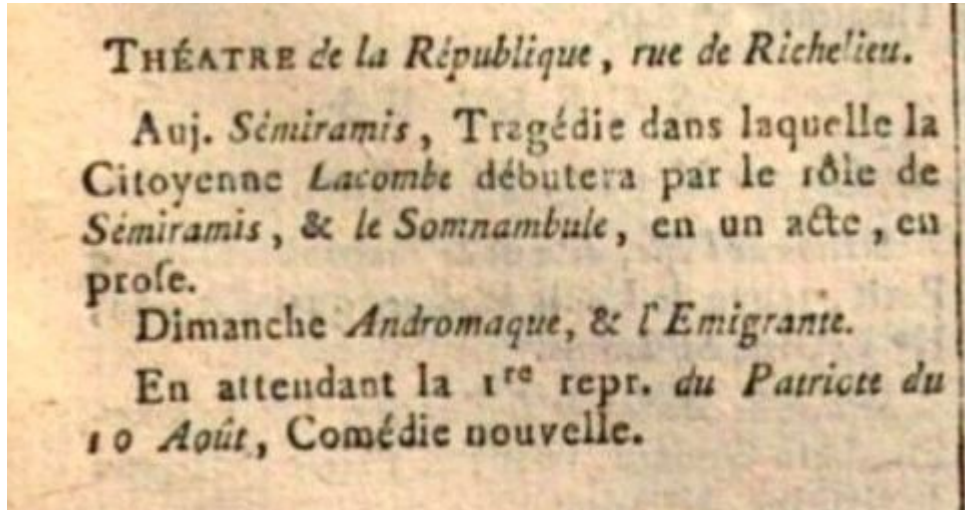 THÉATRE de la République, rue de Richelieu.
Auj. Sémiramis, Tragédie dans laquelle la
Citoyenne Lacombe débutera par le rôle de
Sémiramis, & le Somnambule, en un acte, en
proſe.
Dimanche Andromaque, & l'Emigrante.
En attendant la 1re repr. du Patriote du
10 Août, Comédie nouvelle.